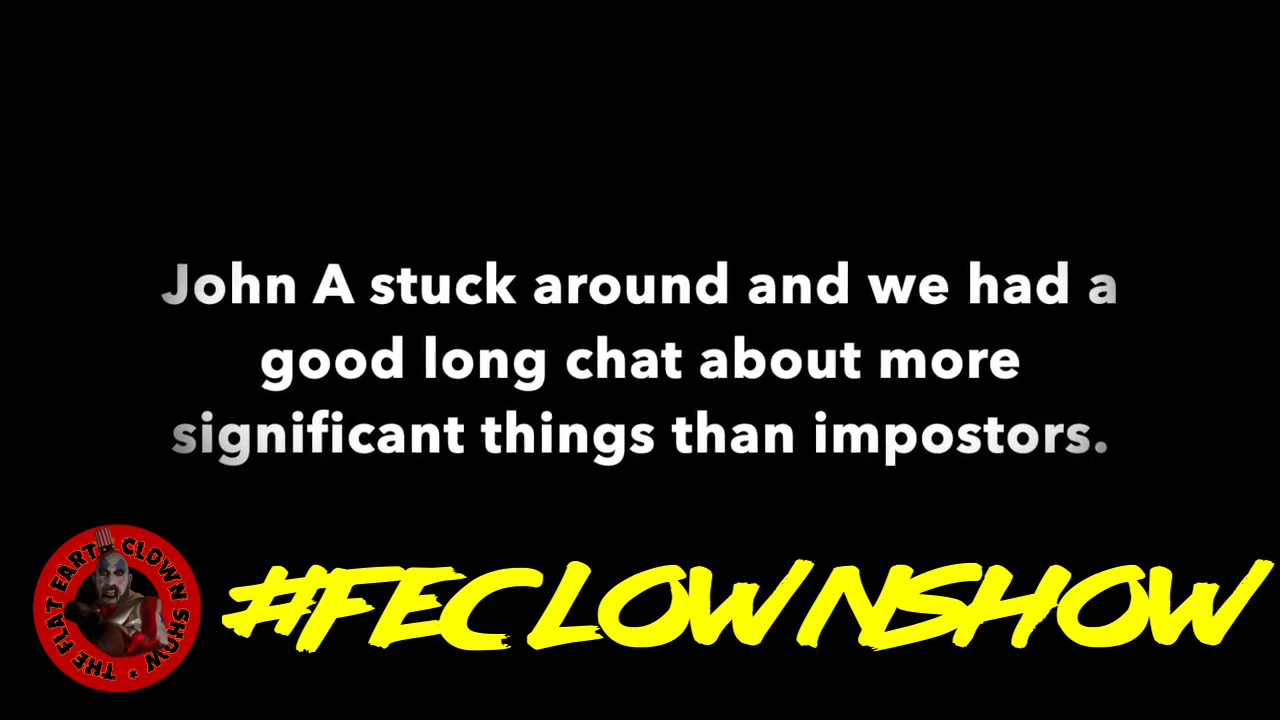 John A stuck around and we had a
good long chat about more
significant things than impostors.
THE FLAT EARTH CLOWN SHOW *
#FECLOWNSHOW